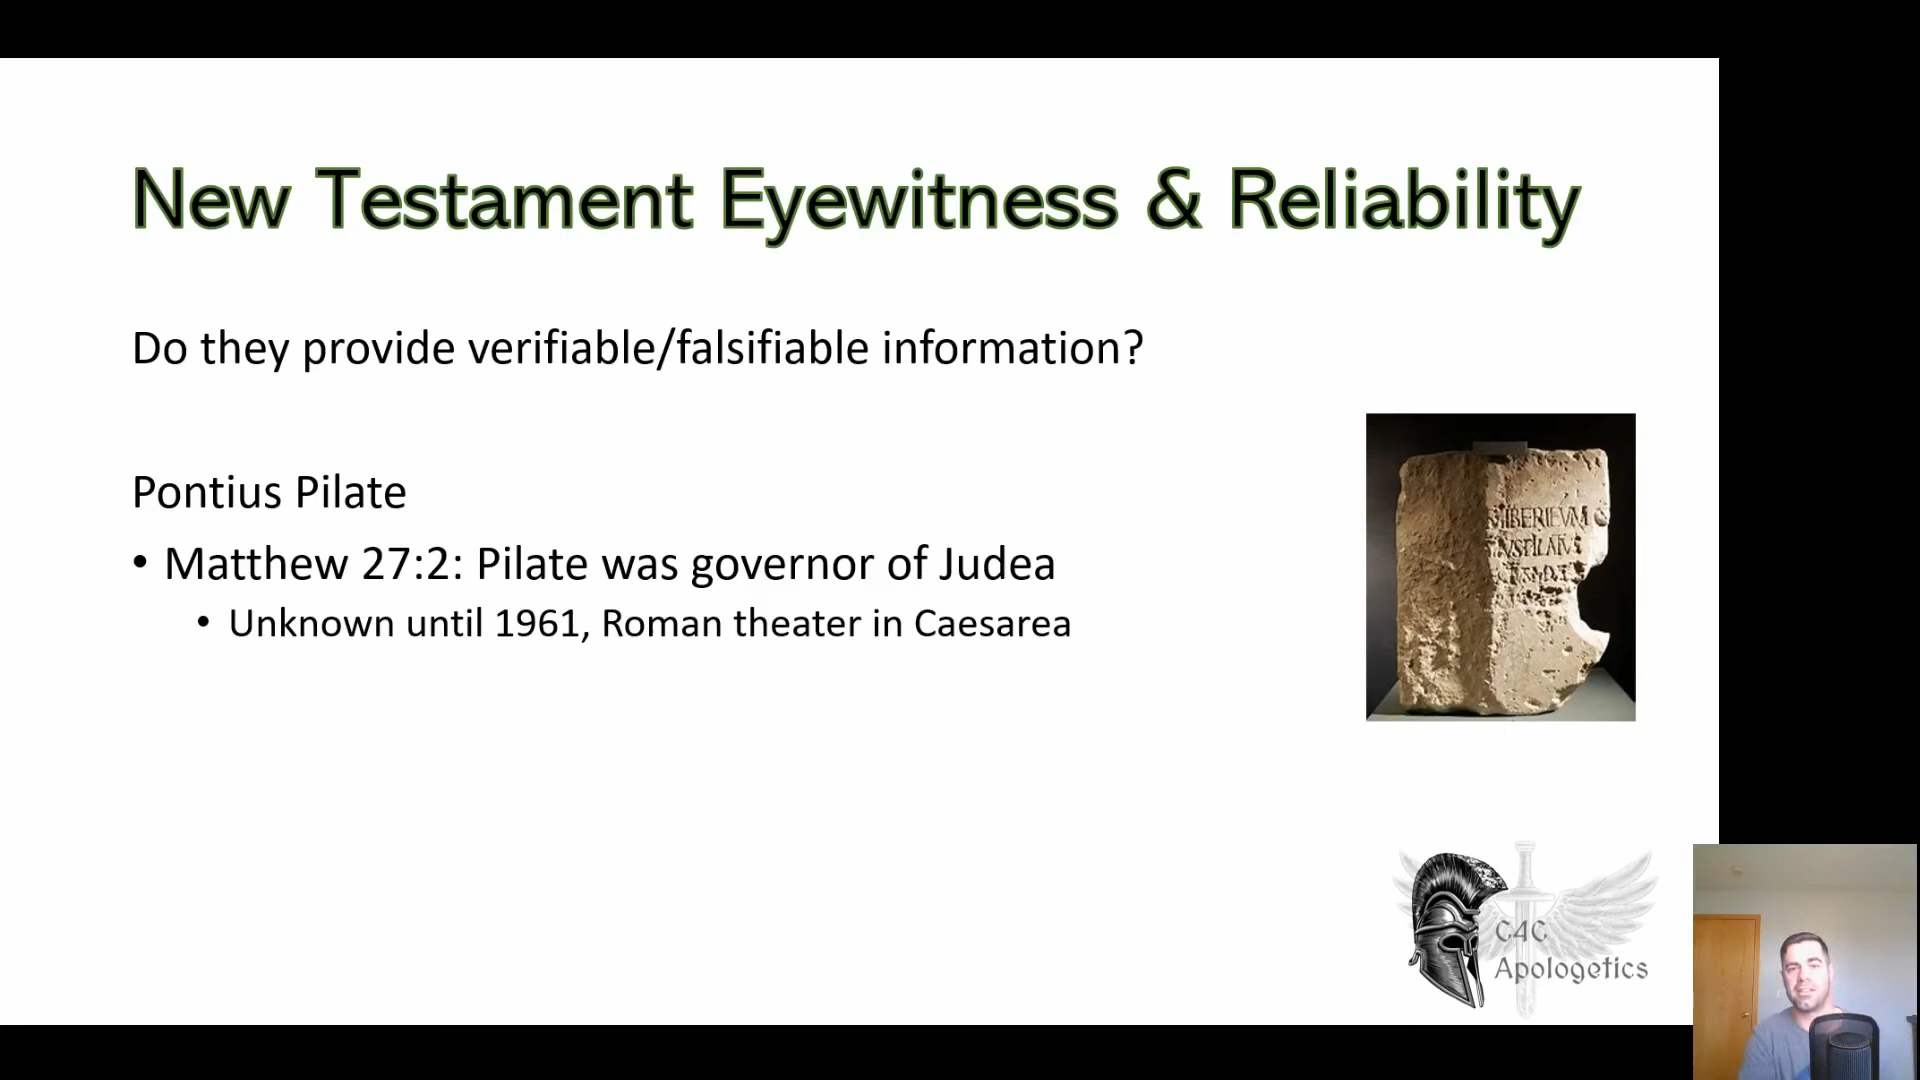 New Testament Eyewitness & Reliability
Do they provide verifiable/falsifiable information?
Pontius Pilate
• Matthew 27:2: Pilate was governor of Judea
• Unknown until 1961, Roman theater in Caesarea
IBERIEVM
C4C
Apologetics